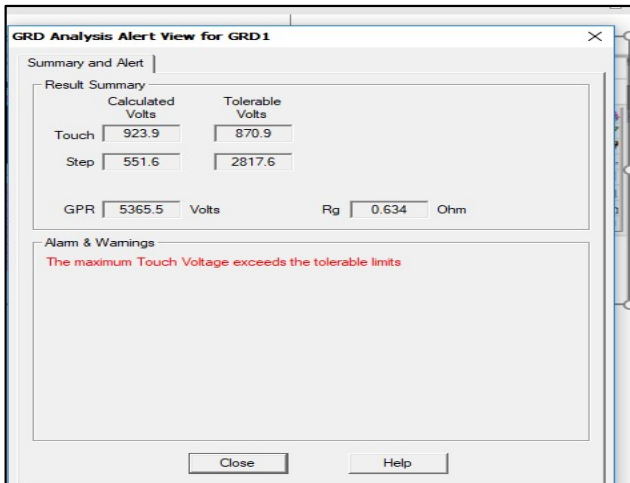 GRD Analysis Alert View for GRD1
Summary and Alert
Result Summary
Calculated Volts Tolerable Volts
Touch 923.9 870.9
Step 551.6 2817.6
GPR 5365.5 Volts Rg 0.634 Ohm
Alarm & Warnings
The maximum Touch Voltage exceeds the tolerable limits
Close Help